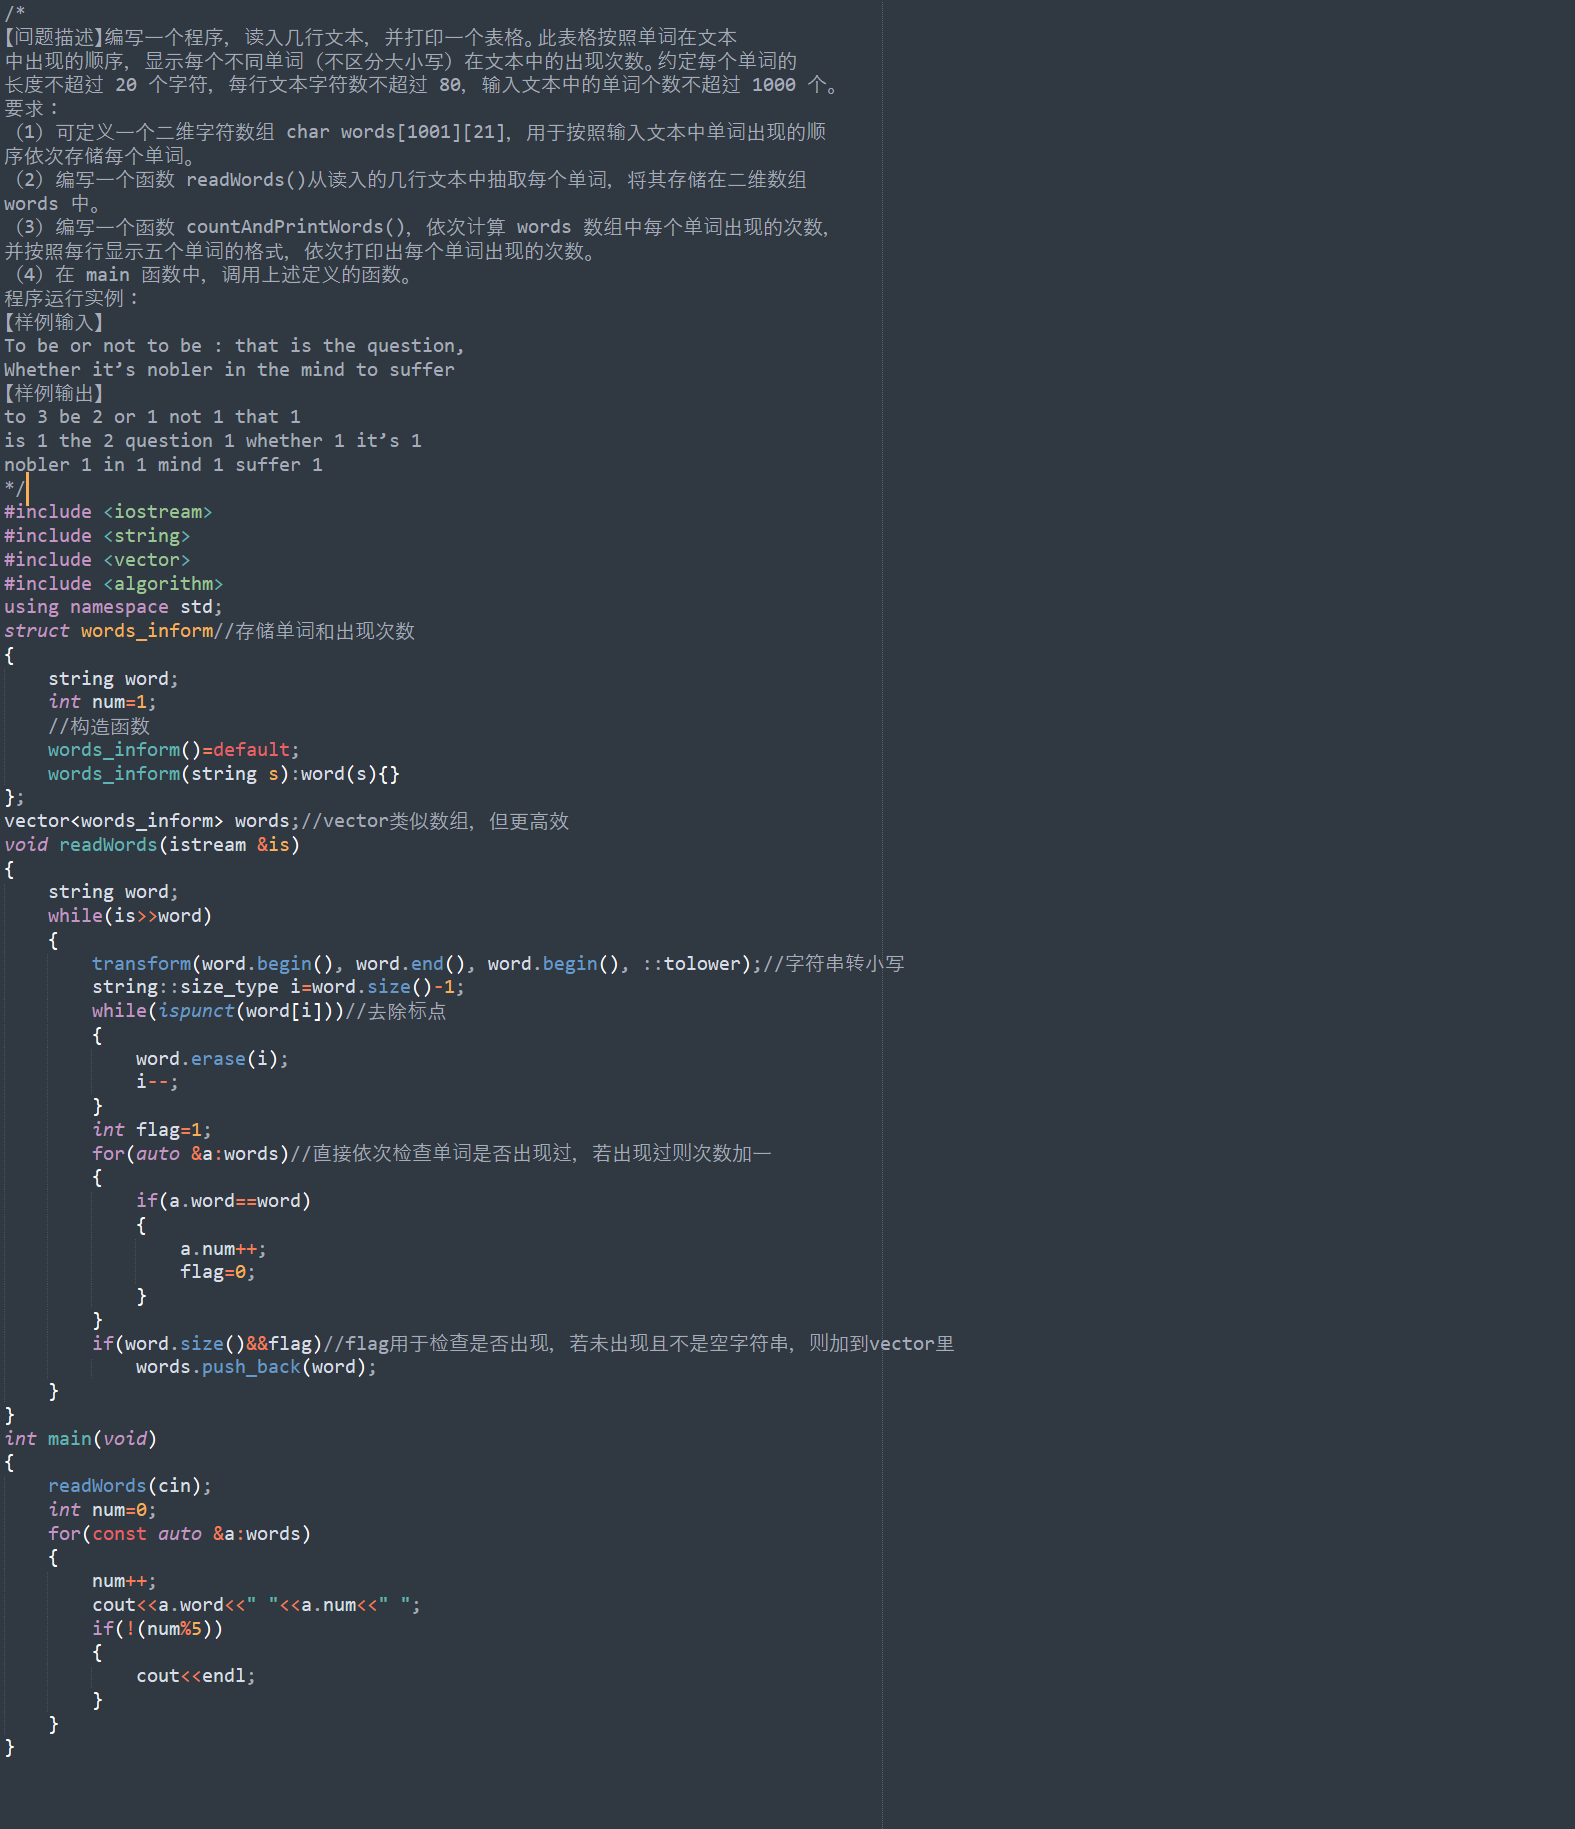 /*
【问题描述】编写一个程序，读入几行文本，并打印一个表格。此表格按照单词在文本
中出现的顺序，显示每个不同单词（不区分大小写）在文本中的出现次数。约定每个单词的
长度不超过 20 个字符，每行文本字符数不超过 80，输入文本中的单词个数不超过 1000 个。
要求：
（1）可定义一个二维字符数组 char words[1001][21]，用于按照输入文本中单词出现的顺
序依次存储每个单词。
（2）编写一个函数 readWords()从读入的几行文本中抽取每个单词，将其存储在二维数组
words 中。
（3）编写一个函数 countAndPrintWords()，依次计算 words 数组中每个单词出现的次数，
并按照每行显示五个单词的格式，依次打印出每个单词出现的次数。
（4）在 main 函数中，调用上述定义的函数。
程序运行实例：
【样例输入】
To be or not to be : that is the question,
Whether it’s nobler in the mind to suffer
【样例输出】
to 3 be 2 or 1 not 1 that 1
is 1 the 2 question 1 whether 1 it’s 1
nobler 1 in 1 mind 1 suffer 1
*/
#include <iostream>
#include <string>
#include <vector>
#include <algorithm>
using namespace std;
struct words_inform//存储单词和出现次数
{
    string word;
    int num=1;
    //构造函数
    words_inform()=default;
    words_inform(string s):word(s){}
};
vector<words_inform> words;//vector类似数组，但更高效
void readWords(istream &is)
{
    string word;
    while(is>>word)
    {
        transform(word.begin(), word.end(), word.begin(), ::tolower);//字符串转小写
        string::size_type i=word.size()-1;
        while(ispunct(word[i]))//去除标点
        {
            word.erase(i);
            i--;
        }
        int flag=1;
        for(auto &a:words)//直接依次检查单词是否出现过，若出现过则次数加一
        {
            if(a.word==word)
            {
                a.num++;
                flag=0;
            }
        }
        if(word.size()&&flag)//flag用于检查是否出现，若未出现且不是空字符串，则加到vector里
            words.push_back(word);
    }
}
int main(void)
{
    readWords(cin);
    int num=0;
    for(const auto &a:words)
    {
        num++;
        cout<<a.word<<" "<<a.num<<" ";
        if(!(num%5))
        {
            cout<<endl;
        }
    }
}